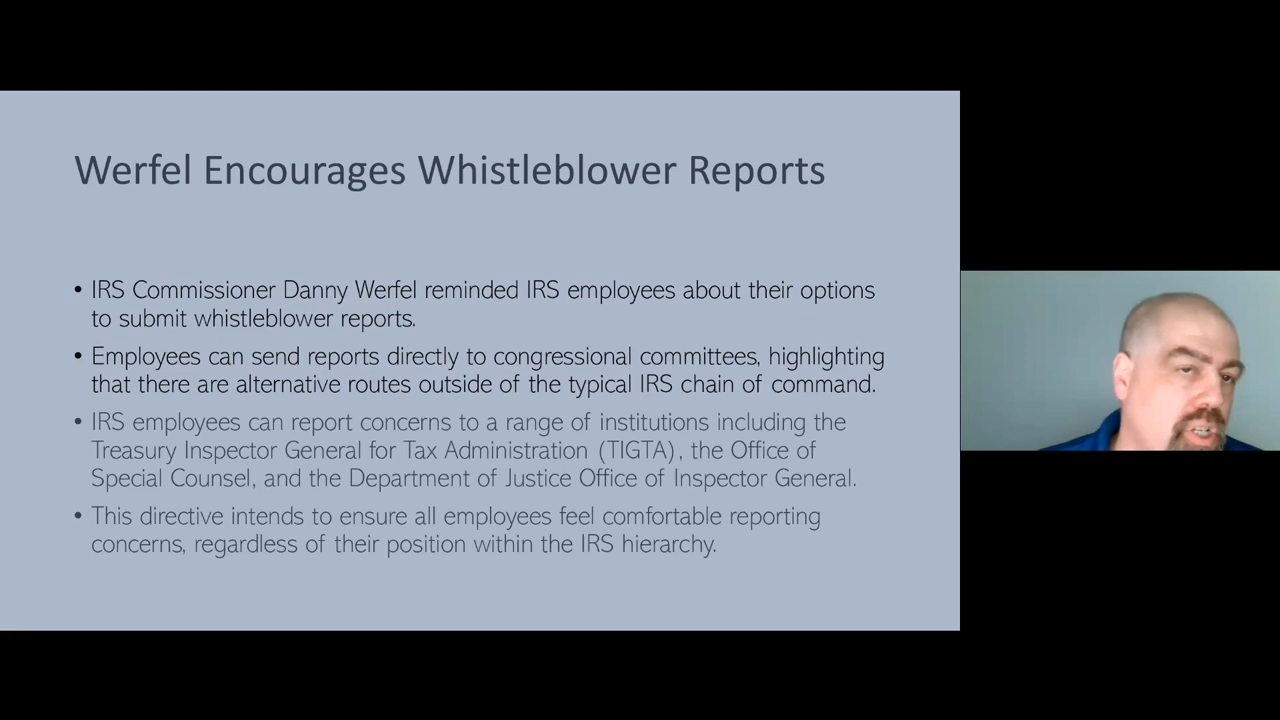 Werfel Encourages Whistleblower Reports
• IRS Commissioner Danny Werfel reminded IRS employees about their options
to submit whistleblower reports.
• Employees can send reports directly to congressional committees, highlighting
that there are alternative routes outside of the typical IRS chain of command.
• IRS employees can report concerns to a range of institutions including the
Treasury Inspector General for Tax Administration (TIGTA), the Office of
Special Counsel, and the Department of Justice Office of Inspector General.
• This directive intends to ensure all employees feel comfortable reporting
concerns, regardless of their position within the IRS hierarchy.